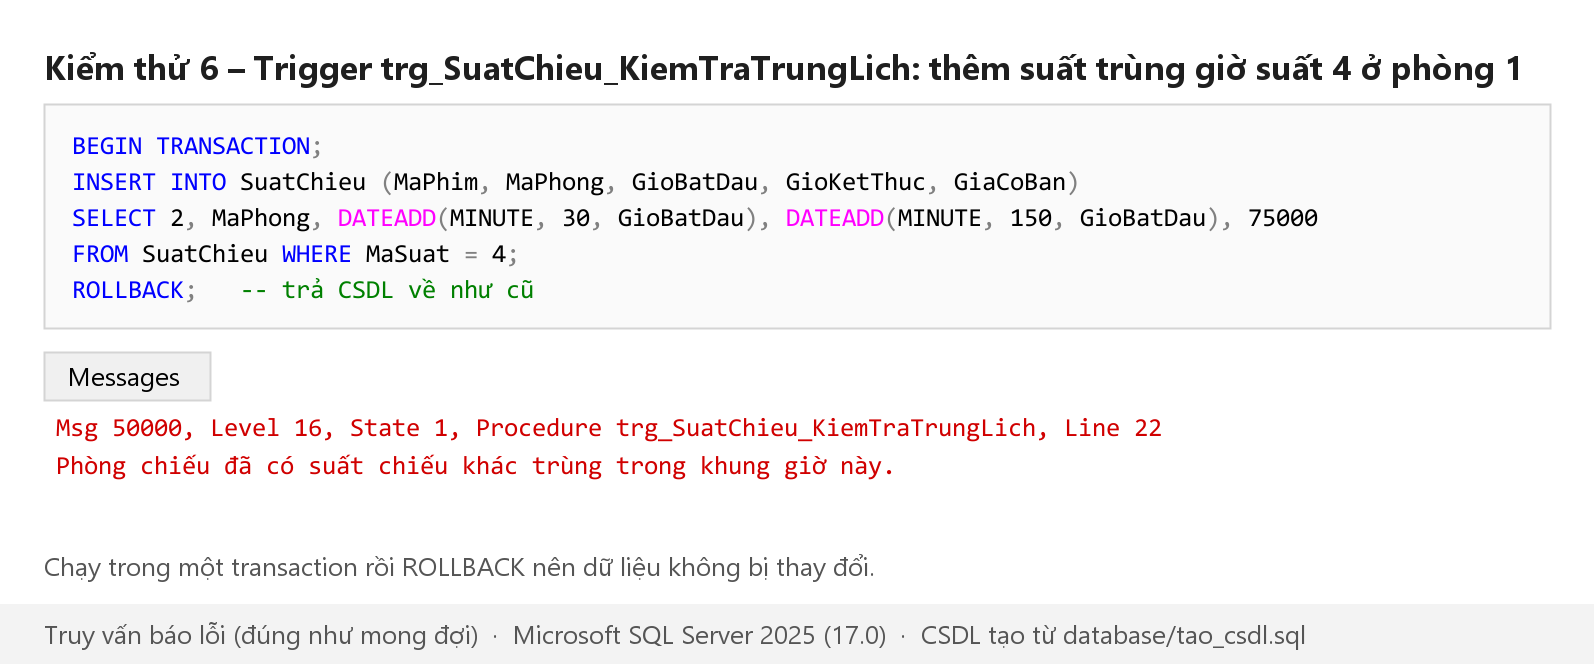 Kiểm thử 6 – Trigger trg_SuatChieu_KiemTraTrungLich: thêm suất trùng giờ suất 4 ở phòng 1
BEGIN TRANSACTION;
INSERT INTO SuatChieu (MaPhim, MaPhong, GioBatDau, GioKetThuc, GiaCoBan)
SELECT 2, MaPhong, DATEADD(MINUTE, 30, GioBatDau), DATEADD(MINUTE, 150, GioBatDau), 75000
FROM SuatChieu WHERE MaSuat = 4;
ROLLBACK;   -- trả CSDL về như cũ
Messages
Msg 50000, Level 16, State 1, Procedure trg_SuatChieu_KiemTraTrungLich, Line 22
Phòng chiếu đã có suất chiếu khác trùng trong khung giờ này.
Chạy trong một transaction rồi ROLLBACK nên dữ liệu không bị thay đổi.
Truy vấn báo lỗi (đúng như mong đợi) · Microsoft SQL Server 2025 (17.0) · CSDL tạo từ database/tao_csdl.sql